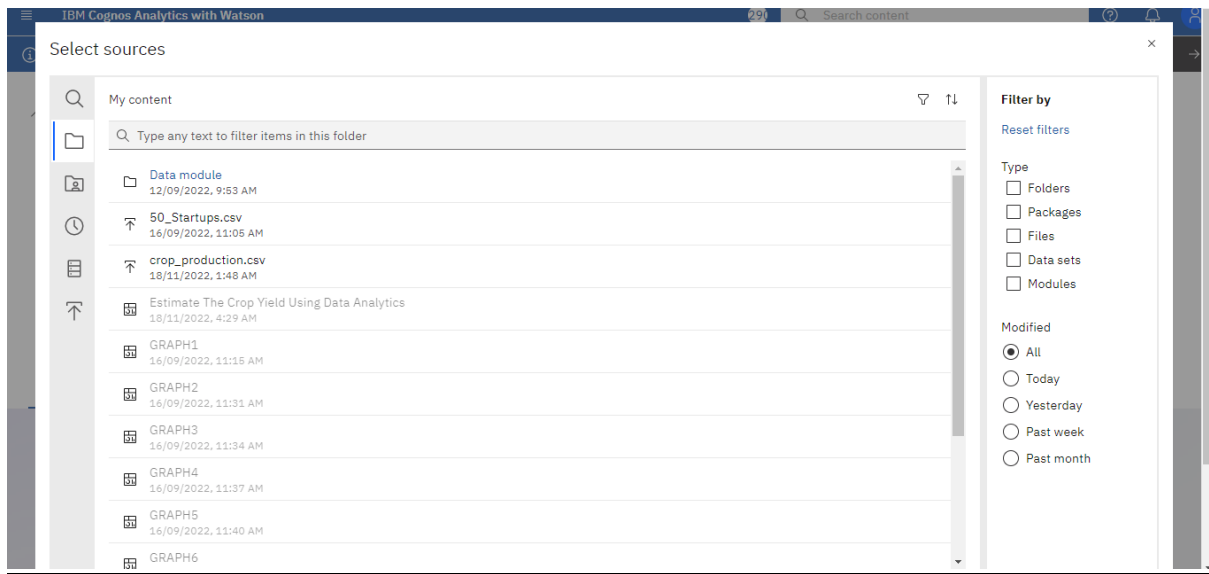 IBM Cognos Analytics with Watson
290
Search content
Select sources
My content
Type any text to filter items in this folder
Data module
12/09/2022, 9:53 AM
50_Startups.csv
16/09/2022, 11:05 AM
crop_production.csv
18/11/2022, 1:48 AM
Estimate The Crop Yield Using Data Analytics
18/11/2022, 4:29 AM
GRAPH1
16/09/2022, 11:15 AM
GRAPH2
16/09/2022, 11:31 AM
GRAPH3
16/09/2022, 11:34 AM
GRAPH4
16/09/2022, 11:37 AM
GRAPH5
16/09/2022, 11:40 AM
GRAPH6
Filter by
Reset filters
Type
Folders
Packages
Files
Data sets
Modules
Modified
All
Today
Yesterday
Past week
Past month